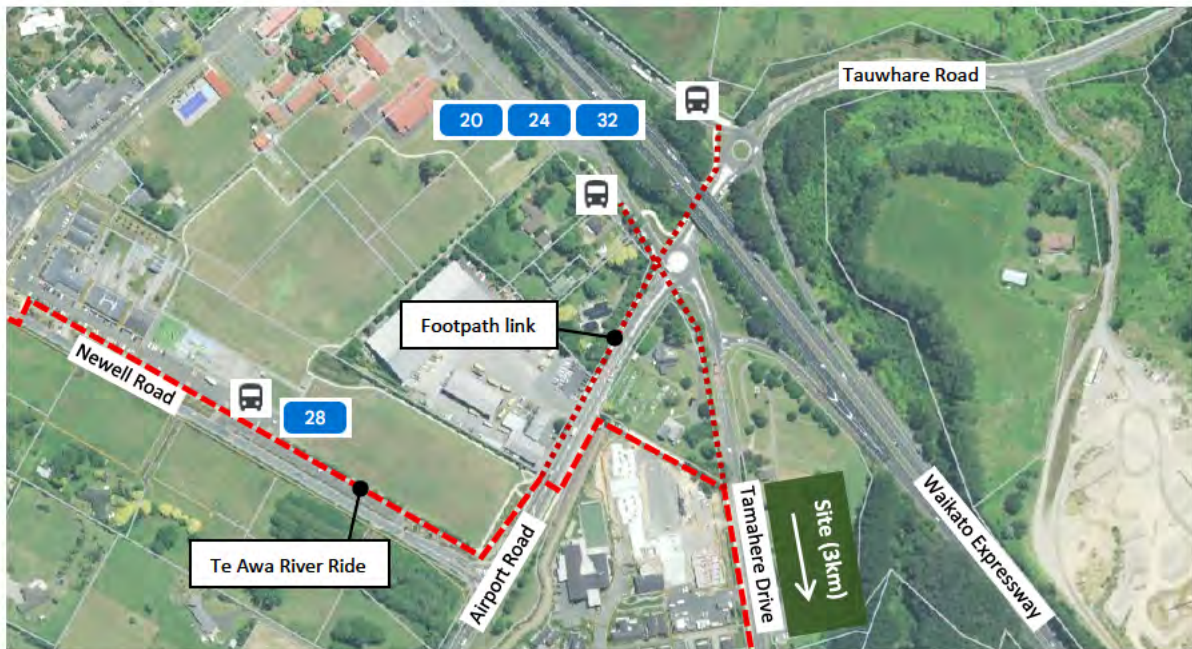 Tauwhare Road
20 24 32
Footpath link
Newell Road
28
Te Awa River Ride
Airport Road
Tamahere Drive
Site (3km)
Waikato Expressway